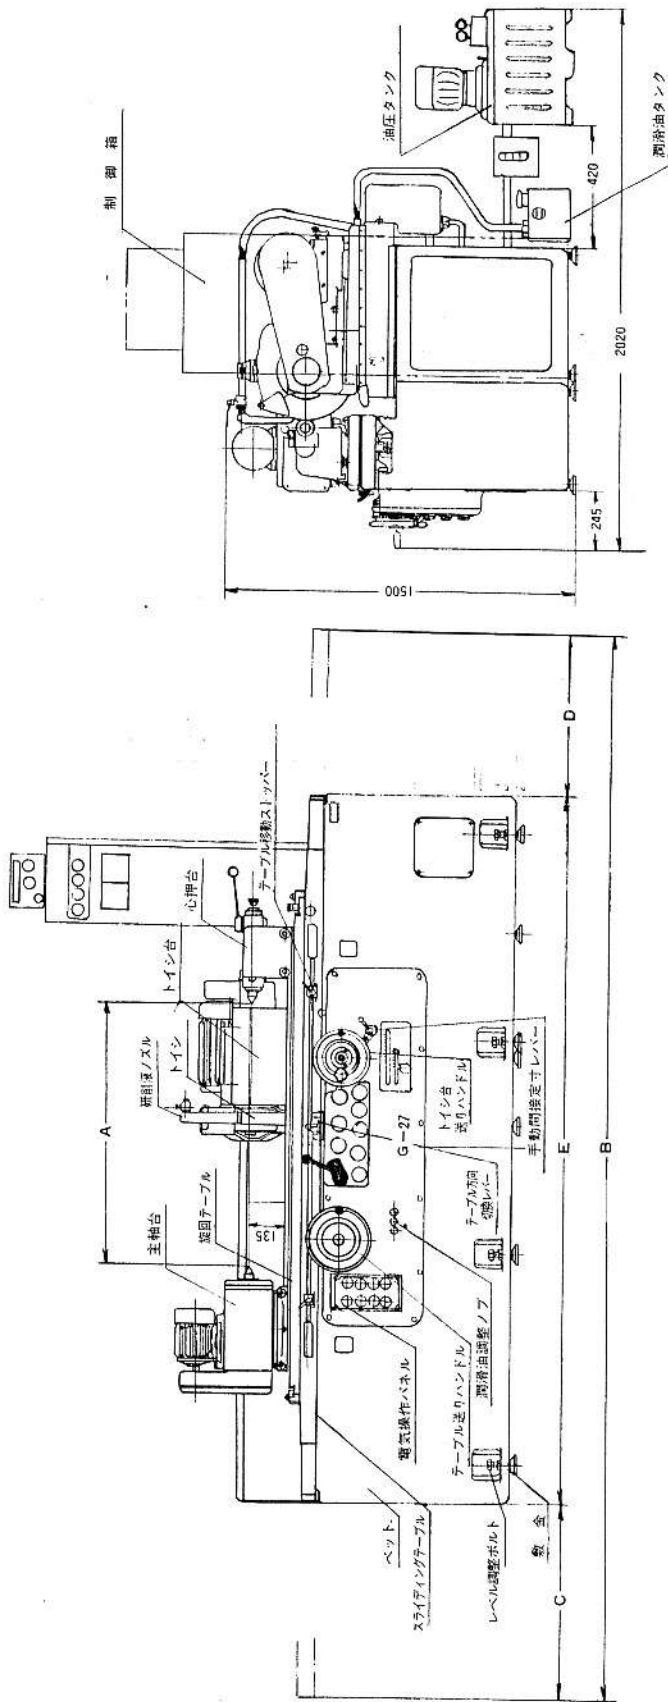 制御箱
油圧タンク
潤滑油タンク
420
2020
245
1500
A
主軸台
旋回テーブル
研削液ノズル
トイシ
トイシ台
心押台
テーブル移動ストッパー
135
G-27
トイシ台
送りハンドル
手動間接定寸レバー
テーブル方向
切換レバー
潤滑油調整ノブ
テーブル送りハンドル
電気操作パネル
ベット
スライディングテーブル
レベル調整ボルト
敷金
C
E
D
B